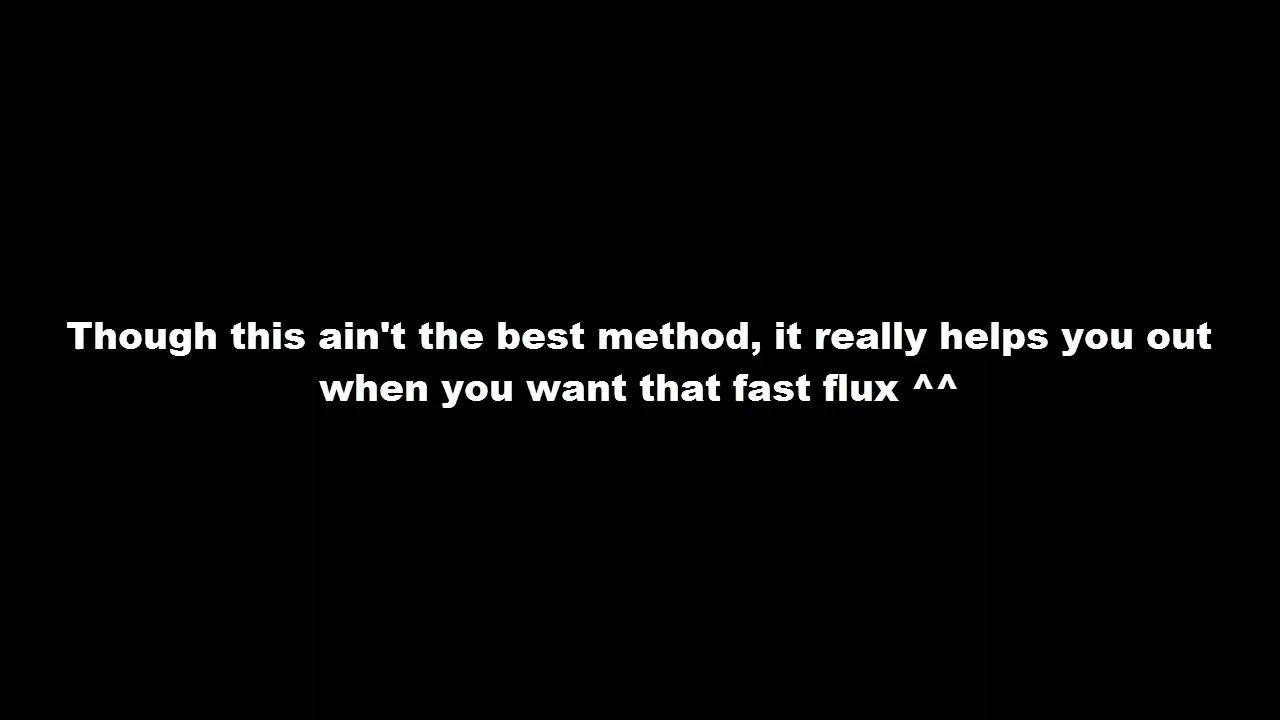 Though this ain't the best method, it really helps you out
when you want that fast flux ^^